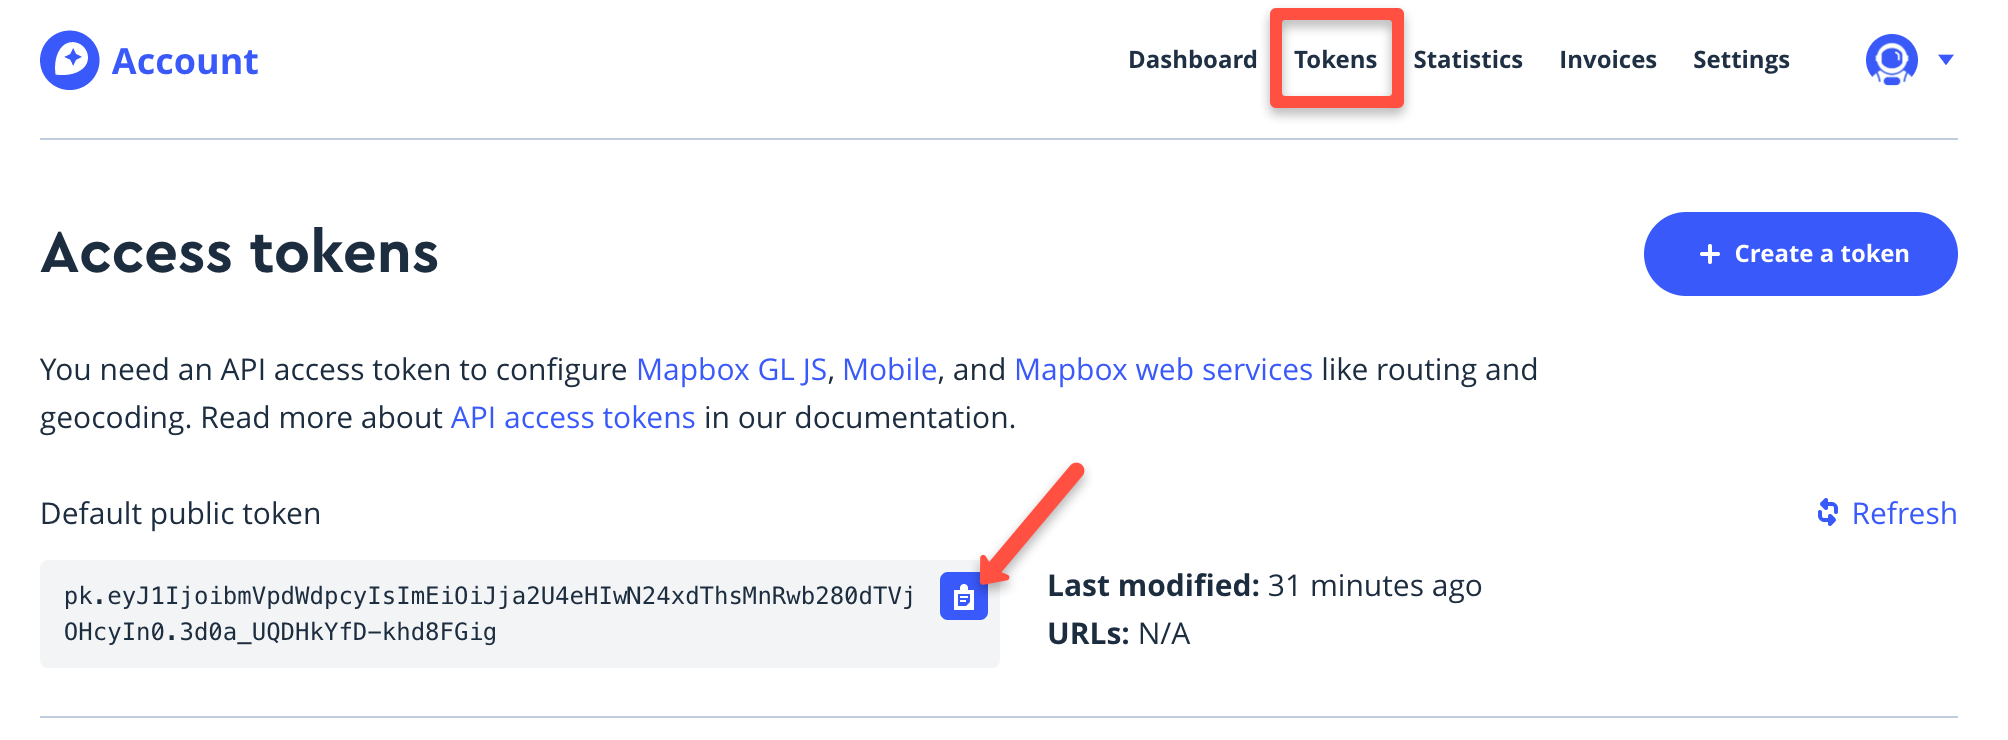 Account
Dashboard Tokens Statistics Invoices Settings
Access tokens
+ Create a token
You need an API access token to configure Mapbox GL JS, Mobile, and Mapbox web services like routing and
geocoding. Read more about API access tokens in our documentation.
Default public token
Refresh
pk.eyJ1IjoibmVpdWdpcyIsImEiOiJja2U4eHIwN24xdThsMnRwb280dTVj
OHcyIn0.3d0a_UQDHkYfD-khd8FGig
Last modified: 31 minutes ago
URLs: N/A